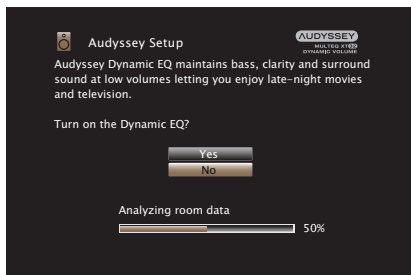 Audyssey Setup
AUDYSSEY
MULTEQ XT32
DYNAMIC VOLUME
Audyssey Dynamic EQ maintains bass, clarity and surround
sound at low volumes letting you enjoy late-night movies
and television.
Turn on the Dynamic EQ?
Yes
No
Analyzing room data
50%